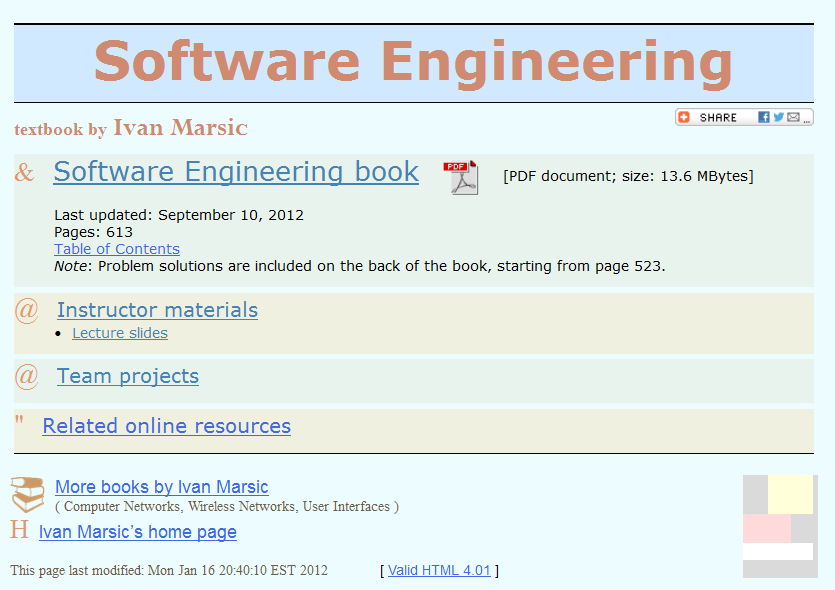 Software Engineering
textbook by Ivan Marsic
SHARE ...
& Software Engineering book PDF [PDF document; size: 13.6 MBytes]
Last updated: September 10, 2012
Pages: 613
Table of Contents
Note: Problem solutions are included on the back of the book, starting from page 523.
@ Instructor materials
• Lecture slides
@ Team projects
" Related online resources
More books by Ivan Marsic
( Computer Networks, Wireless Networks, User Interfaces )
H Ivan Marsic’s home page
This page last modified: Mon Jan 16 20:40:10 EST 2012 [ Valid HTML 4.01 ]